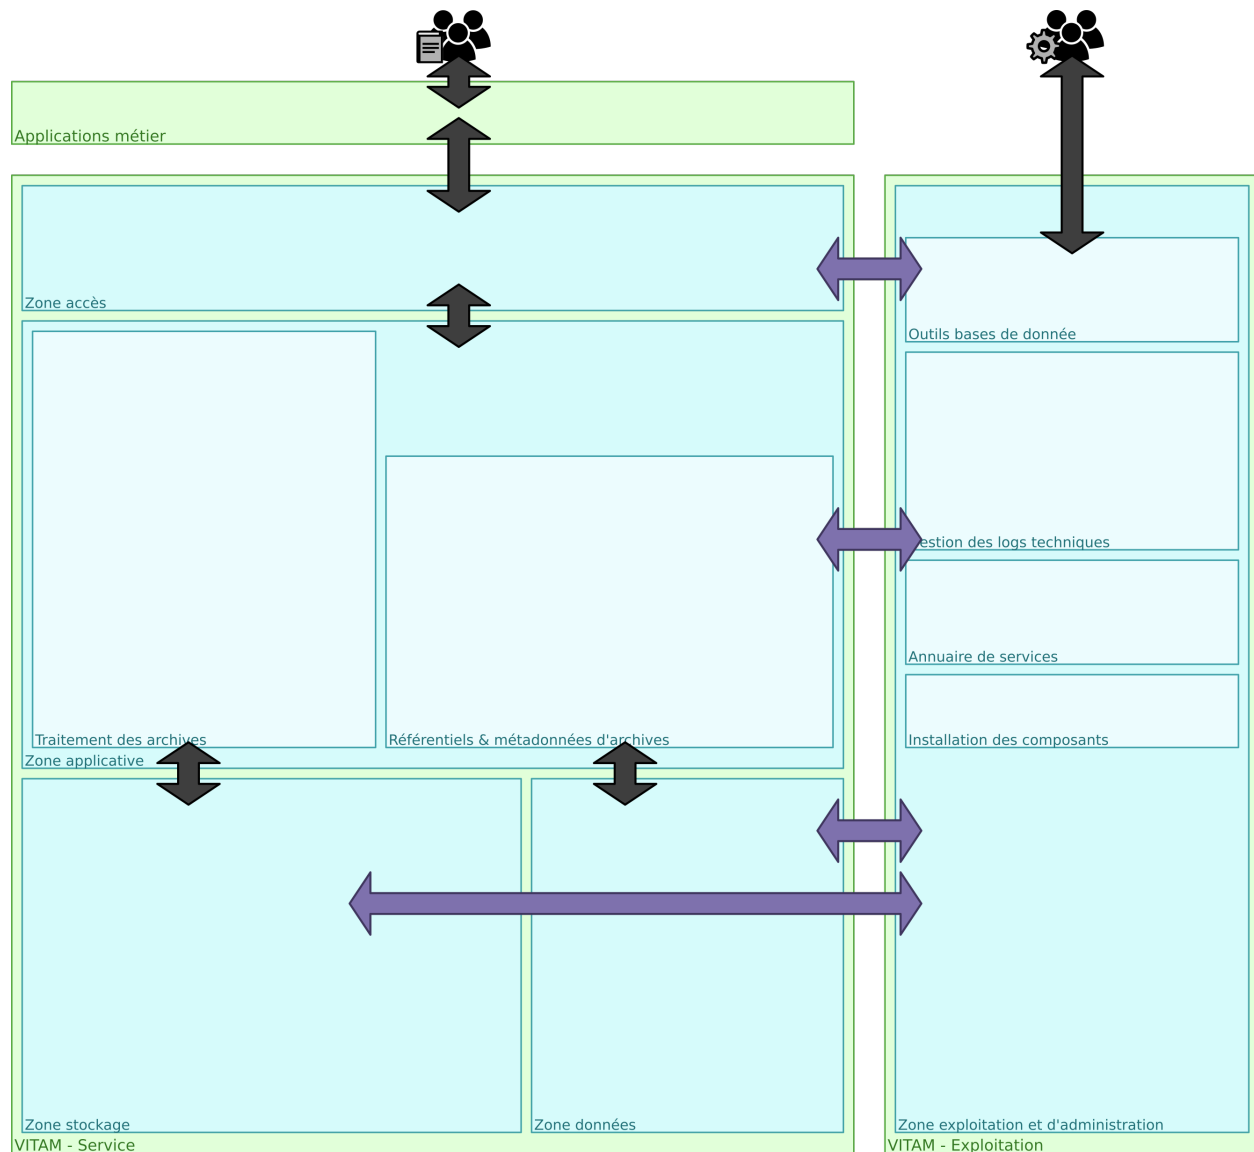 Applications métier
Zone accès
Outils bases de donnée
estion des logs techniques
Annuaire de services
Traitement des archives
Référentiels & métadonnées d'archives
Installation des composants
Zone applicative
Zone stockage
Zone données
Zone exploitation et d'administration
VITAM - Service
VITAM - Exploitation